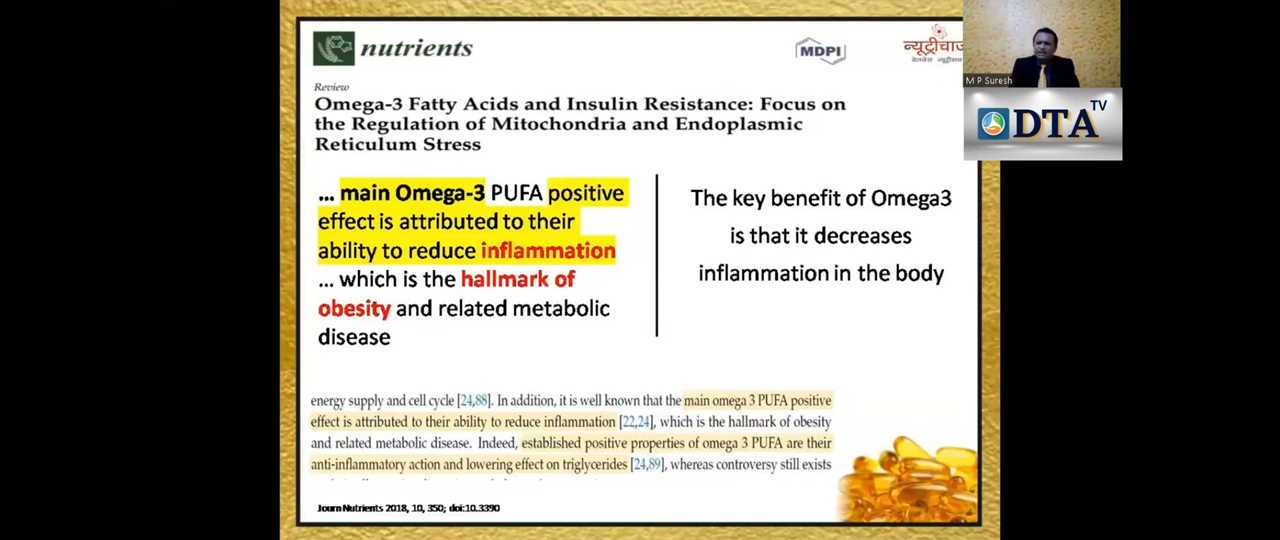 nutrients
MDPI
Review
Omega-3 Fatty Acids and Insulin Resistance: Focus on
the Regulation of Mitochondria and Endoplasmic
Reticulum Stress
... main Omega-3 PUFA positive
effect is attributed to their
ability to reduce inflammation
... which is the hallmark of
obesity and related metabolic
disease
The key benefit of Omega3
is that it decreases
inflammation in the body
energy supply and cell cycle [24,88]. In addition, it is well known that the main omega 3 PUFA positive
effect is attributed to their ability to reduce inflammation [22,24], which is the hallmark of obesity
and related metabolic disease. Indeed, established positive properties of omega 3 PUFA are their
anti-inflammatory action and lowering effect on triglycerides [24,89], whereas controversy still exists
Journ Nutrients 2018, 10, 350; doi:10.3390
M P Suresh
DTA TV